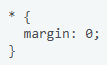 * {
  margin: 0;
}